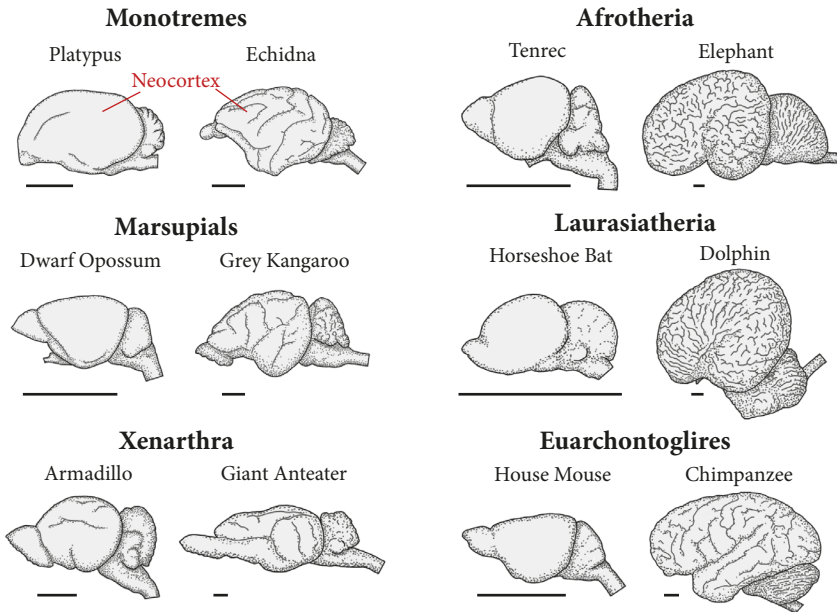 Monotremes
Platypus
Echidna
Neocortex
Afrotheria
Tenrec
Elephant
Marsupials
Dwarf Opossum
Grey Kangaroo
Laurasiatheria
Horseshoe Bat
Dolphin
Xenarthra
Armadillo
Giant Anteater
Euarchontoglires
House Mouse
Chimpanzee